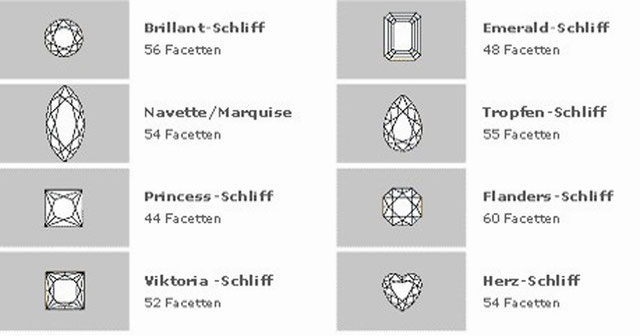 Brillant-Schliff
56 Facetten
Emerald-Schliff
48 Facetten
Navette/Marquise
54 Facetten
Tropfen-Schliff
55 Facetten
Princess-Schliff
44 Facetten
Flanders-Schliff
60 Facetten
Viktoria -Schliff
52 Facetten
Herz-Schliff
54 Facetten